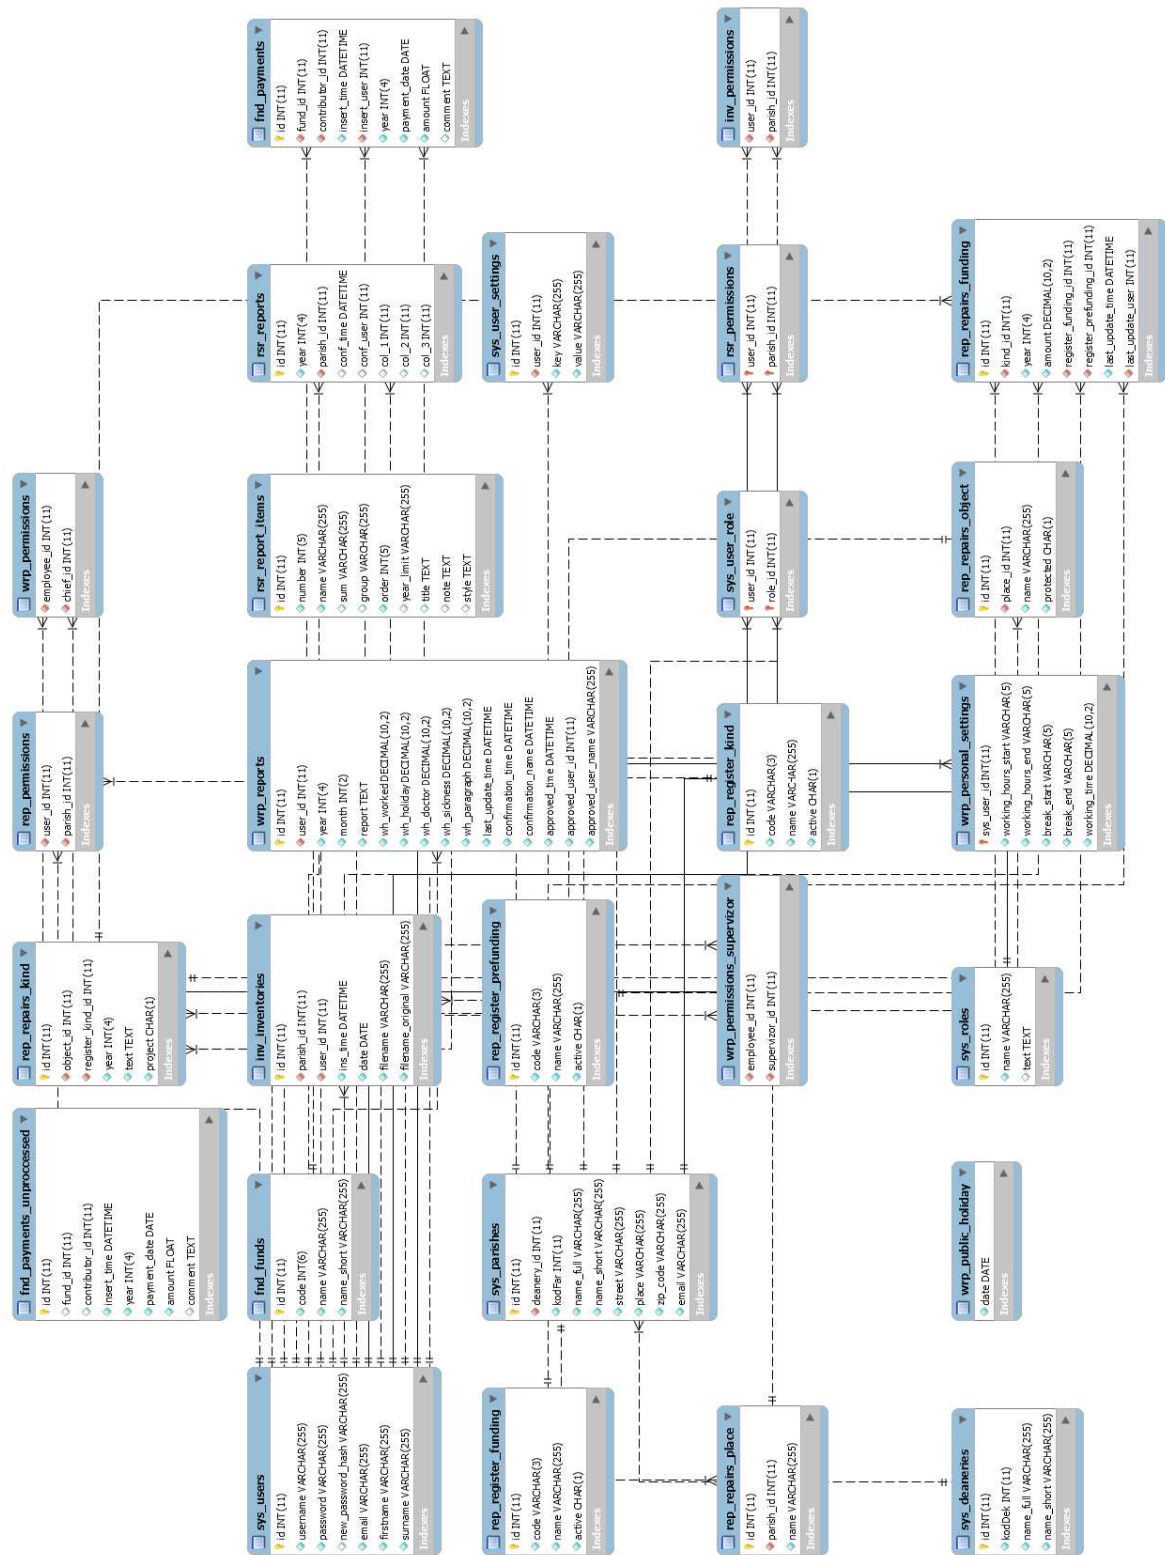 fnd_payments_unproccessed
id INT(11)
fund_id INT(11)
contributor_id INT(11)
insert_time DATETIME
year INT(4)
payment_date DATE
amount FLOAT
comment TEXT
Indexes
rep_repairs_kind
id INT(11)
object_id INT(11)
register_kind_id INT(11)
year INT(4)
text TEXT
project CHAR(1)
Indexes
rep_permissions
user_id INT(11)
parish_id INT(11)
Indexes
wrp_permissions
employee_id INT(11)
chief_id INT(11)
Indexes
sys_users
id INT(11)
username VARCHAR(255)
password VARCHAR(255)
new_password_hash VARCHAR(255)
email VARCHAR(255)
firstname VARCHAR(255)
surname VARCHAR(255)
Indexes
fnd_funds
id INT(11)
code INT(6)
name VARCHAR(255)
name_short VARCHAR(255)
Indexes
inv_inventories
id INT(11)
parish_id INT(11)
user_id INT(11)
ins_time DATETIME
date DATE
filename VARCHAR(255)
filename_original VARCHAR(255)
Indexes
wrp_reports
id INT(11)
user_id INT(11)
year INT(4)
month INT(2)
report TEXT
wh_worked DECIMAL(10,2)
wh_holiday DECIMAL(10,2)
wh_doctor DECIMAL(10,2)
wh_sickness DECIMAL(10,2)
wh_paragraph DECIMAL(10,2)
last_update_time DATETIME
confirmation_time DATETIME
confirmation_name DATETIME
approved_time DATETIME
approved_user_id INT(11)
approved_user_name VARCHAR(255)
Indexes
rsr_report_items
id INT(11)
number INT(5)
name VARCHAR(255)
sum VARCHAR(255)
group VARCHAR(255)
order INT(5)
year_limit VARCHAR(255)
title TEXT
note TEXT
style TEXT
Indexes
rsr_reports
id INT(11)
year INT(4)
parish_id INT(11)
conf_time DATETIME
conf_user INT(11)
col_1 INT(11)
col_2 INT(11)
col_3 INT(11)
Indexes
fnd_payments
id INT(11)
fund_id INT(11)
contributor_id INT(11)
insert_time DATETIME
insert_user INT(11)
year INT(4)
payment_date DATE
amount FLOAT
comment TEXT
Indexes
rep_register_funding
id INT(11)
code VARCHAR(3)
name VARCHAR(255)
active CHAR(1)
Indexes
sys_parishes
id INT(11)
deanery_id INT(11)
kodFar INT(11)
name_full VARCHAR(255)
name_short VARCHAR(255)
street VARCHAR(255)
place VARCHAR(255)
zip_code VARCHAR(255)
email VARCHAR(255)
Indexes
rep_register_prefunding
id INT(11)
code VARCHAR(3)
name VARCHAR(255)
active CHAR(1)
Indexes
sys_user_settings
id INT(11)
user_id INT(11)
key VARCHAR(255)
value VARCHAR(255)
Indexes
rep_repairs_place
id INT(11)
parish_id INT(11)
name VARCHAR(255)
Indexes
wrp_permissions_supervizor
employee_id INT(11)
supervizor_id INT(11)
Indexes
rep_register_kind
id INT(11)
code VARCHAR(3)
name VARCHAR(255)
active CHAR(1)
Indexes
sys_user_role
user_id INT(11)
role_id INT(11)
Indexes
rsr_permissions
user_id INT(11)
parish_id INT(11)
Indexes
inv_permissions
user_id INT(11)
parish_id INT(11)
Indexes
sys_deaneries
id INT(11)
kodDek INT(11)
name_full VARCHAR(255)
name_short VARCHAR(255)
Indexes
wrp_public_holiday
date DATE
Indexes
sys_roles
id INT(11)
name VARCHAR(255)
text TEXT
Indexes
wrp_personal_settings
sys_user_id INT(11)
working_hours_start VARCHAR(5)
working_hours_end VARCHAR(5)
break_start VARCHAR(5)
break_end VARCHAR(5)
working_time DECIMAL(10,2)
Indexes
rep_repairs_object
id INT(11)
place_id INT(11)
name VARCHAR(255)
protected CHAR(1)
Indexes
rep_repairs_funding
id INT(11)
kind_id INT(11)
year INT(4)
amount DECIMAL(10,2)
register_funding_id INT(11)
register_prefunding_id INT(11)
last_update_time DATETIME
last_update_user INT(11)
Indexes